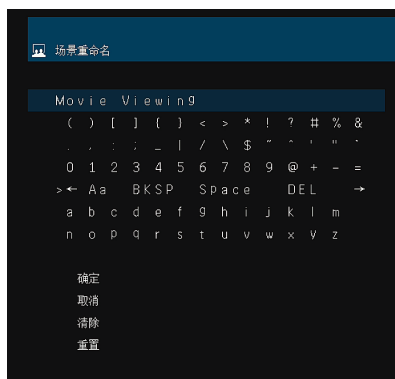 场景重命名
Movie Viewing
( ) [ ] { } < > * ! ? # % &
. , : ; _ | / \ $ ~ ^ ' " `
0 1 2 3 4 5 6 7 8 9 @ + - =
>← Aa BKSP Space DEL →
a b c d e f g h i j k l m
n o p q r s t u v w x y z
确定
取消
清除
重置